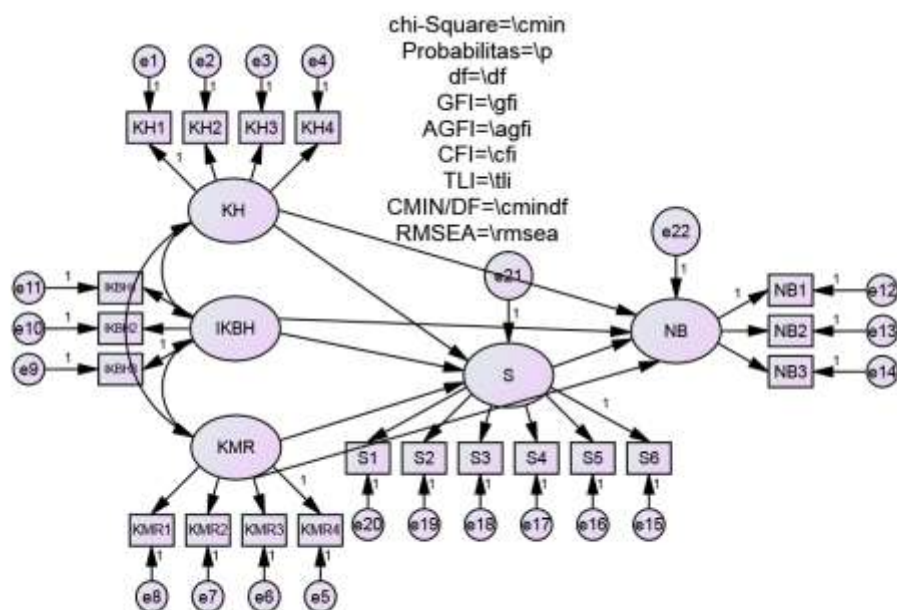 chi-Square=\cmin
Probabilitas=\p
df=\df
GFI=\gfi
AGFI=\agfi
CFI=\cfi
TLI=\tli
CMIN/DF=\cmindf
RMSEA=\rmsea
e1 e2 e3 e4
1 1 1 1
KH1 KH2 KH3 KH4
1
KH
e22
e21
1
1
e11 1
1 NB1 1 e12
e10 1 IKBH2
1 IKBH
NB
NB2 1 e13
e9 1
NB3 1 e14
S
KMR
1
1
S1 S2 S3 S4 S5 S6
1 1 1 1 1 1
e20 e19 e18 e17 e16 e15
KMR1 KMR2 KMR3 KMR4
1 1 1 1
e8 e7 e6 e5